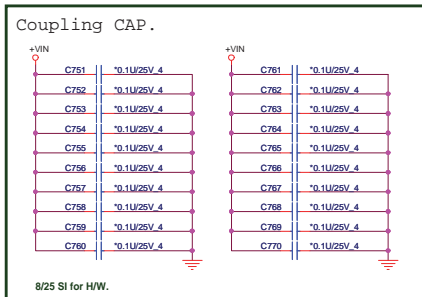 Coupling CAP.
+VIN +VIN
C751 *0.1U/25V_4 C761 *0.1U/25V_4
C752 *0.1U/25V_4 C762 *0.1U/25V_4
C753 *0.1U/25V_4 C763 *0.1U/25V_4
C754 *0.1U/25V_4 C764 *0.1U/25V_4
C755 *0.1U/25V_4 C765 *0.1U/25V_4
C756 *0.1U/25V_4 C766 *0.1U/25V_4
C757 *0.1U/25V_4 C767 *0.1U/25V_4
C758 *0.1U/25V_4 C768 *0.1U/25V_4
C759 *0.1U/25V_4 C769 *0.1U/25V_4
C760 *0.1U/25V_4 C770 *0.1U/25V_4
8/25 SI for H/W.